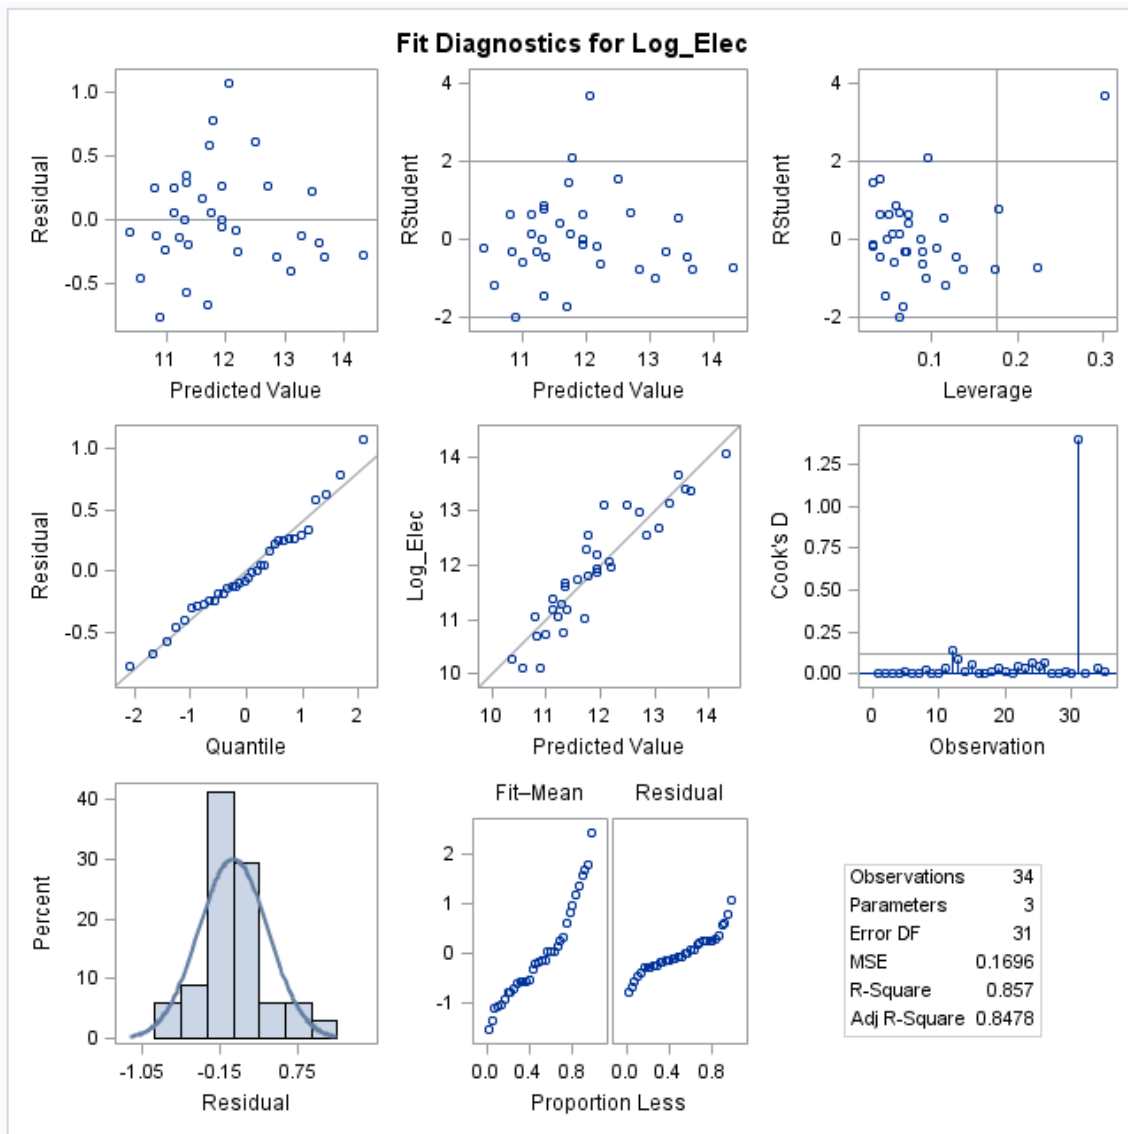 Fit Diagnostics for Log_Elec
1.0
0.5
0.0
-0.5
Residual
11 12 13 14
Predicted Value
4
2
0
-2
RStudent
11 12 13 14
Predicted Value
4
2
0
-2
RStudent
0.1 0.2 0.3
Leverage
1.0
0.5
0.0
-0.5
Residual
-2 -1 0 1 2
Quantile
14
13
12
11
10
Log_Elec
10 11 12 13 14
Predicted Value
1.25
1.00
0.75
0.50
0.25
0.00
Cook's D
0 10 20 30
Observation
40
30
20
10
0
Percent
-1.05 -0.15 0.75
Residual
Fit–Mean Residual
2
1
0
-1
0.0 0.4 0.8 0.0 0.4 0.8
Proportion Less
Observations 34
Parameters 3
Error DF 31
MSE 0.1696
R-Square 0.857
Adj R-Square 0.8478